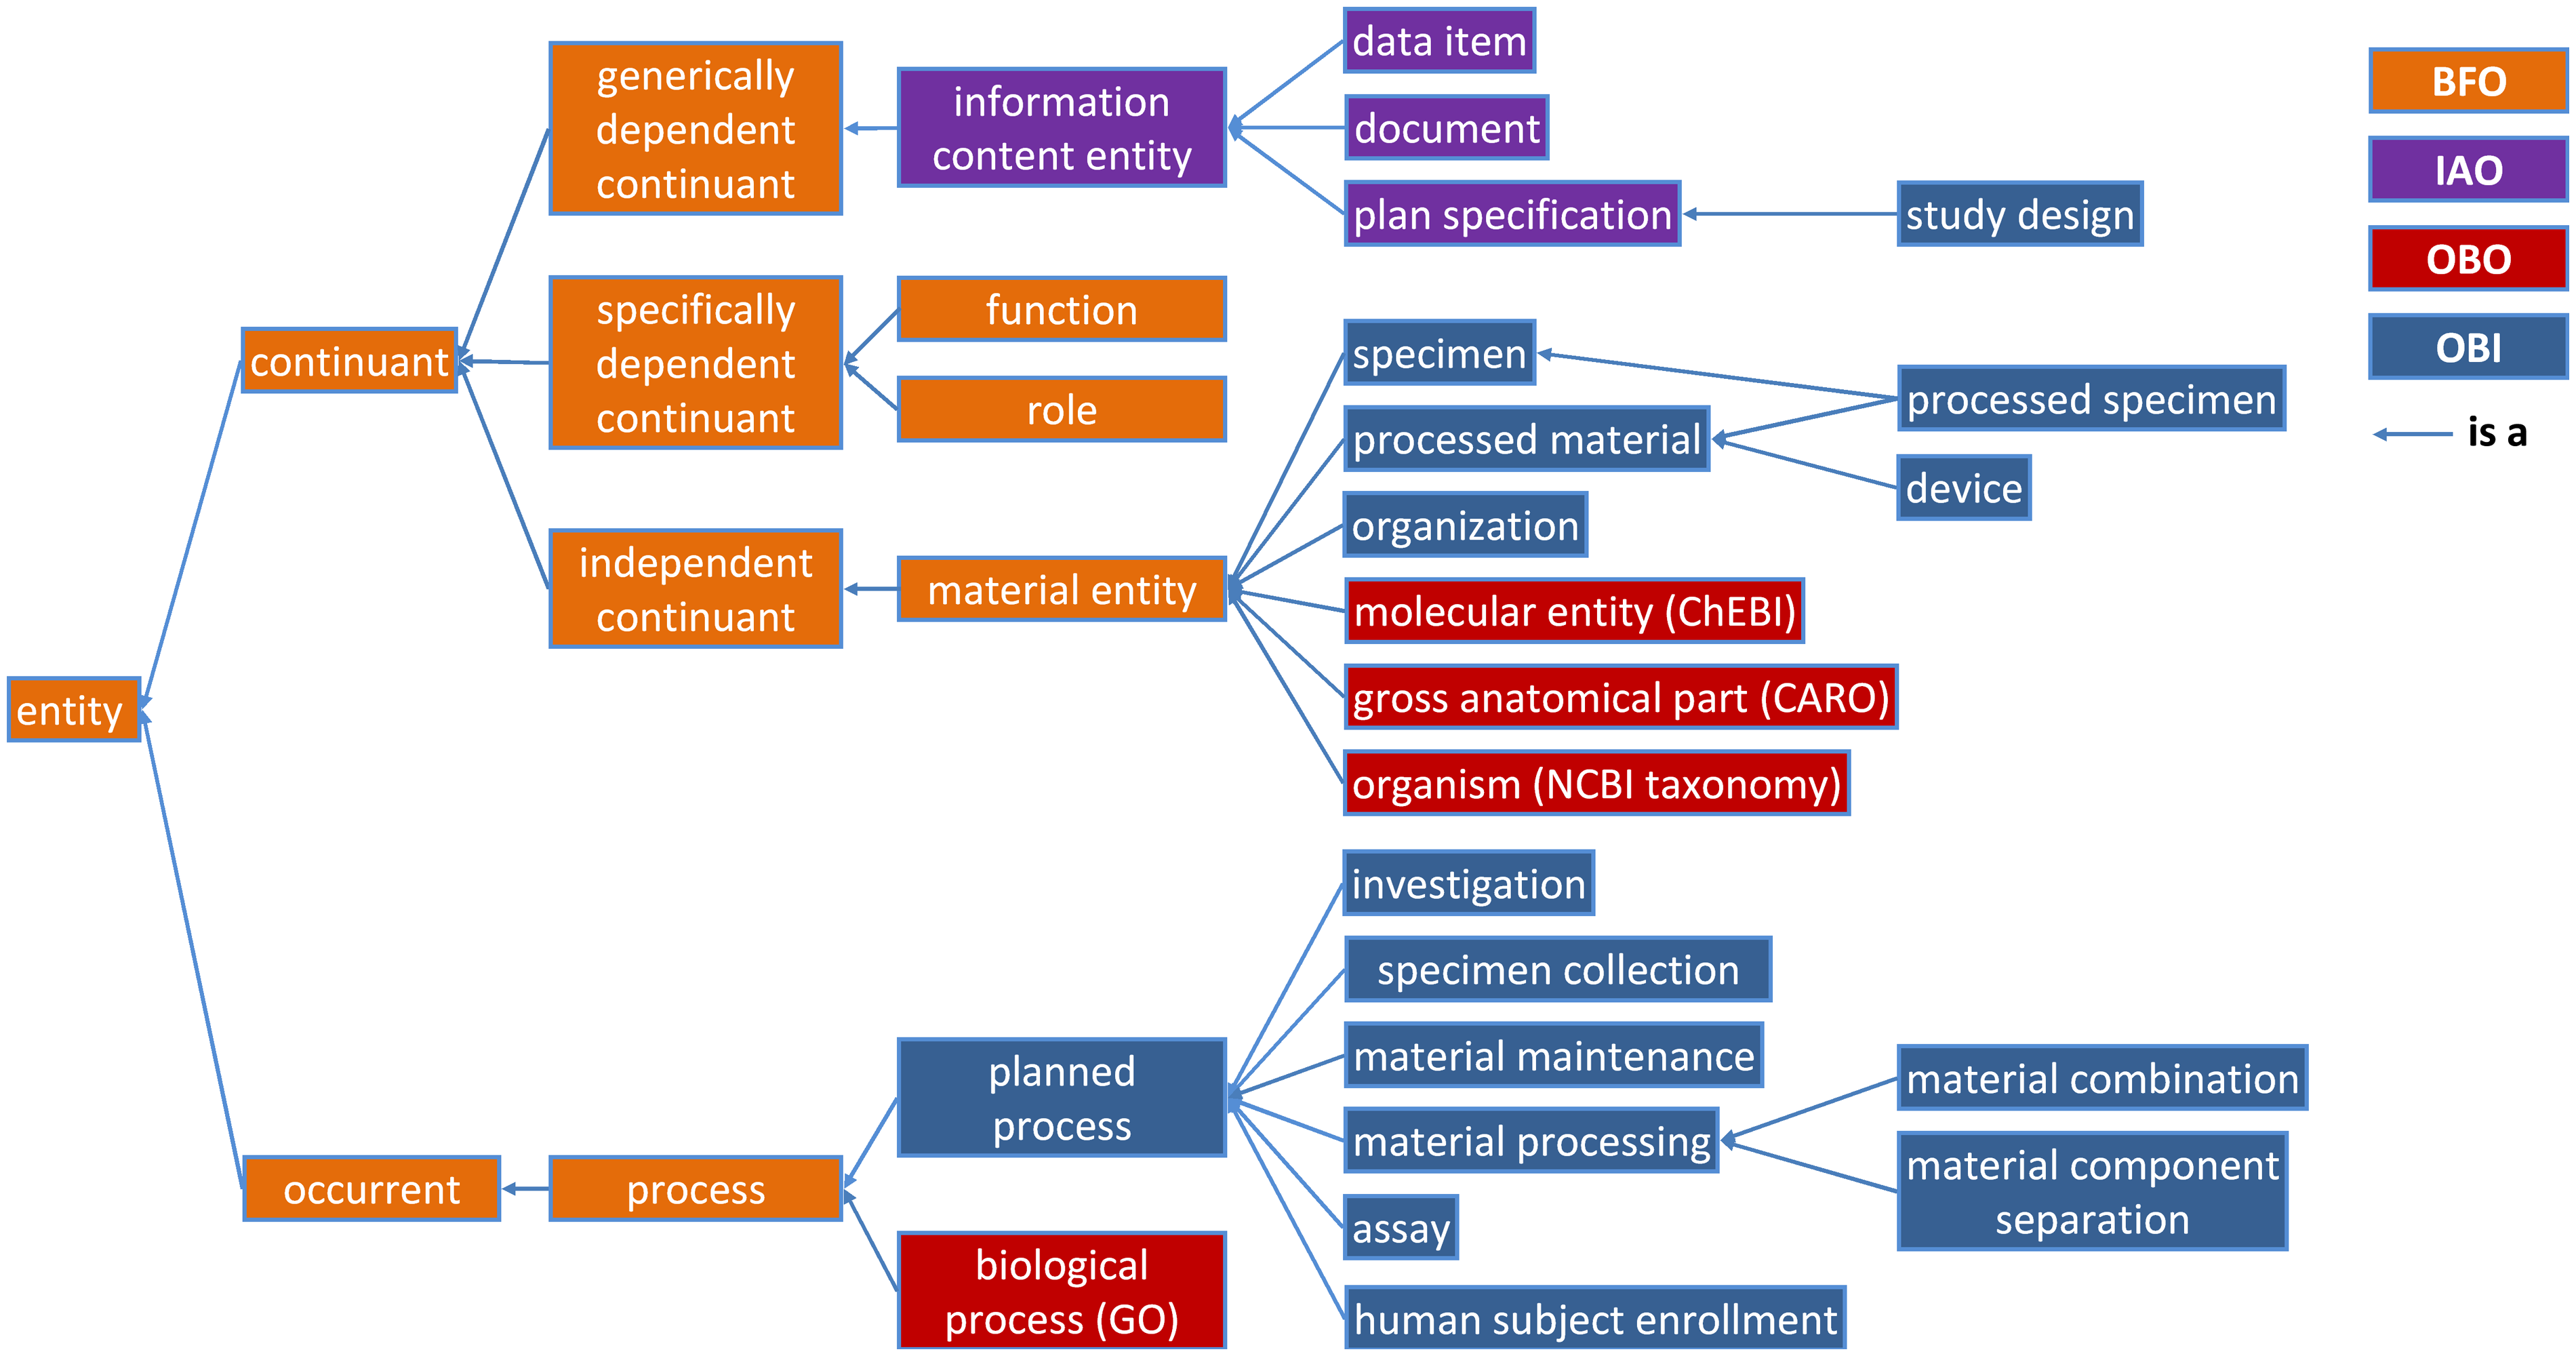 entity
continuant
occurrent
generically
dependent
continuant
specifically
dependent
continuant
independent
continuant
process
information
content entity
function
role
material entity
planned
process
biological
process (GO)
data item
document
plan specification
specimen
processed material
organization
molecular entity (ChEBI)
gross anatomical part (CARO)
organism (NCBI taxonomy)
investigation
specimen collection
material maintenance
material processing
assay
human subject enrollment
study design
processed specimen
device
material combination
material component
separation
BFO
IAO
OBO
OBI
is a